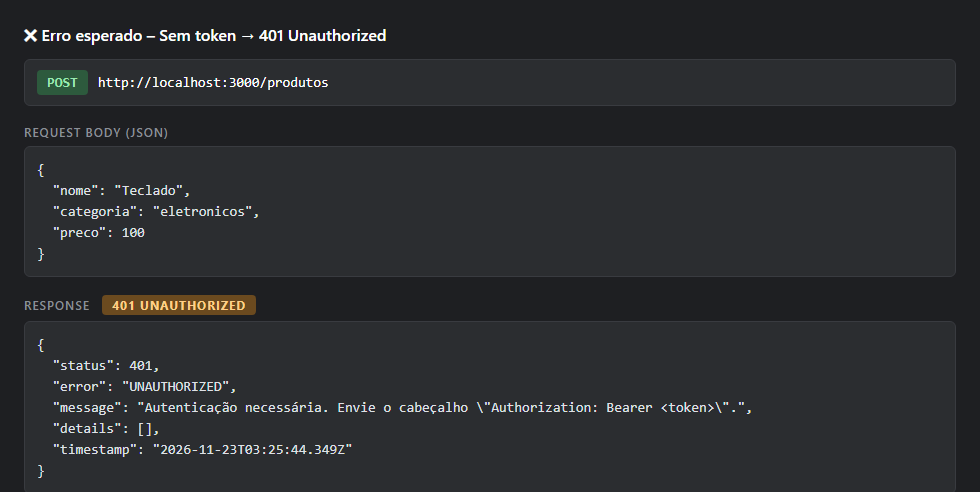 ❌ Erro esperado – Sem token → 401 Unauthorized
POST http://localhost:3000/produtos
REQUEST BODY (JSON)
{
  "nome": "Teclado",
  "categoria": "eletronicos",
  "preco": 100
}
RESPONSE 401 UNAUTHORIZED
{
  "status": 401,
  "error": "UNAUTHORIZED",
  "message": "Autenticação necessária. Envie o cabeçalho \"Authorization: Bearer <token>\".",
  "details": [],
  "timestamp": "2026-11-23T03:25:44.349Z"
}